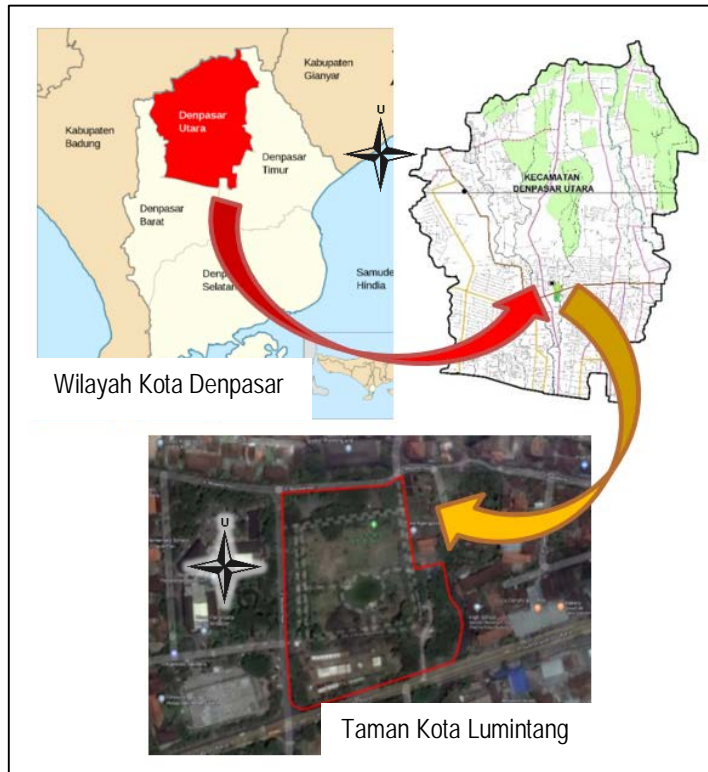 Kabupaten
Gianyar
Denpasar
Utara
U
Kabupaten
Badung
Denpasar
Timur
KECAMATAN
DENPASAR UTARA
Denpasar
Barat
Selatan
Hindia
Wilayah Kota Denpasar
U
Taman Kota Lumintang